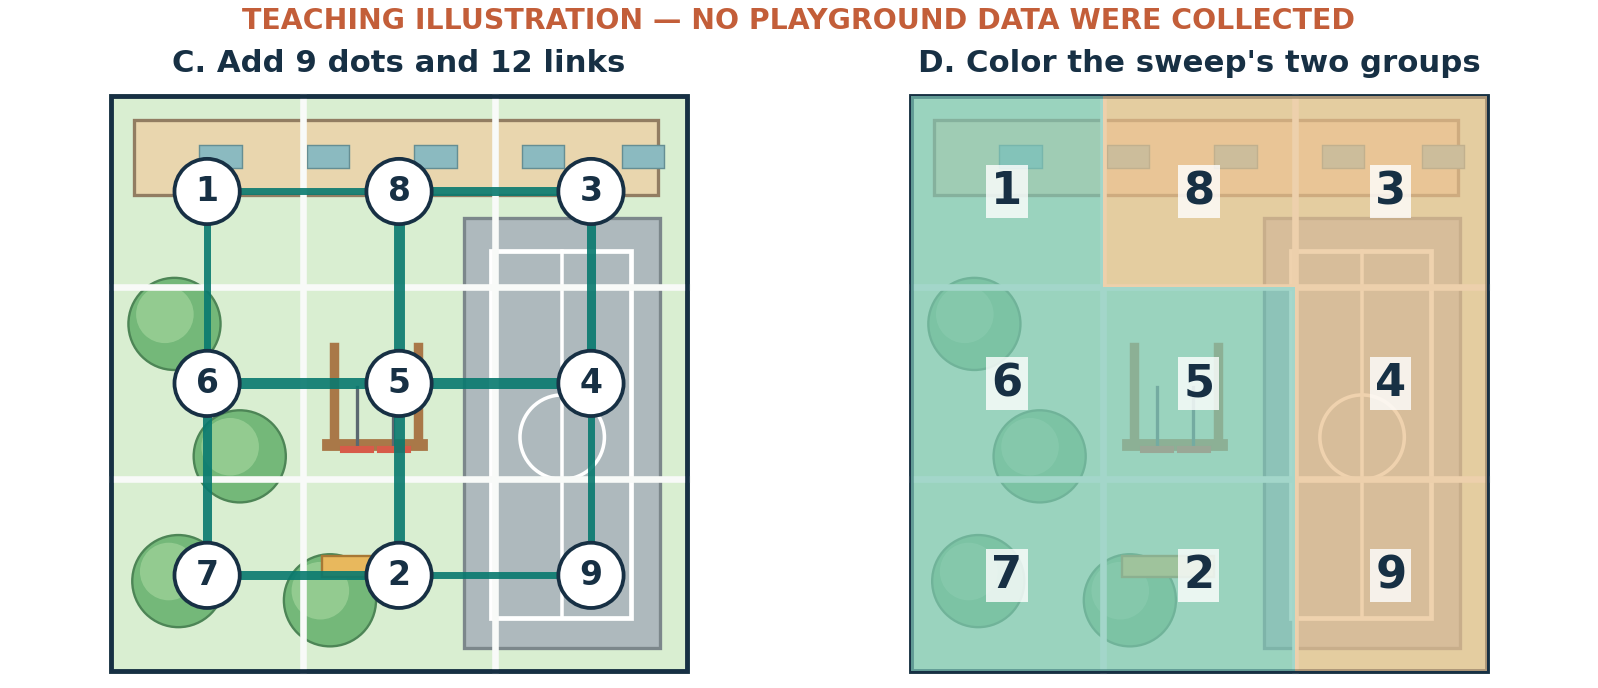 TEACHING ILLUSTRATION — NO PLAYGROUND DATA WERE COLLECTED
C. Add 9 dots and 12 links
1 8 3
6 5 4
7 2 9
D. Color the sweep's two groups
1 8 3
6 5 4
7 2 9